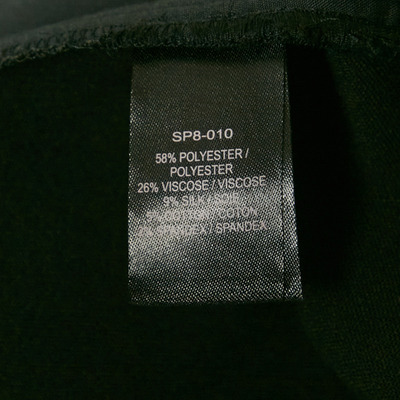 SP8-010
58% POLYESTER /
POLYESTER
26% VISCOSE / VISCOSE
9% SILK / SOIE
5% COTTON / COTON
2% SPANDEX / SPANDEX